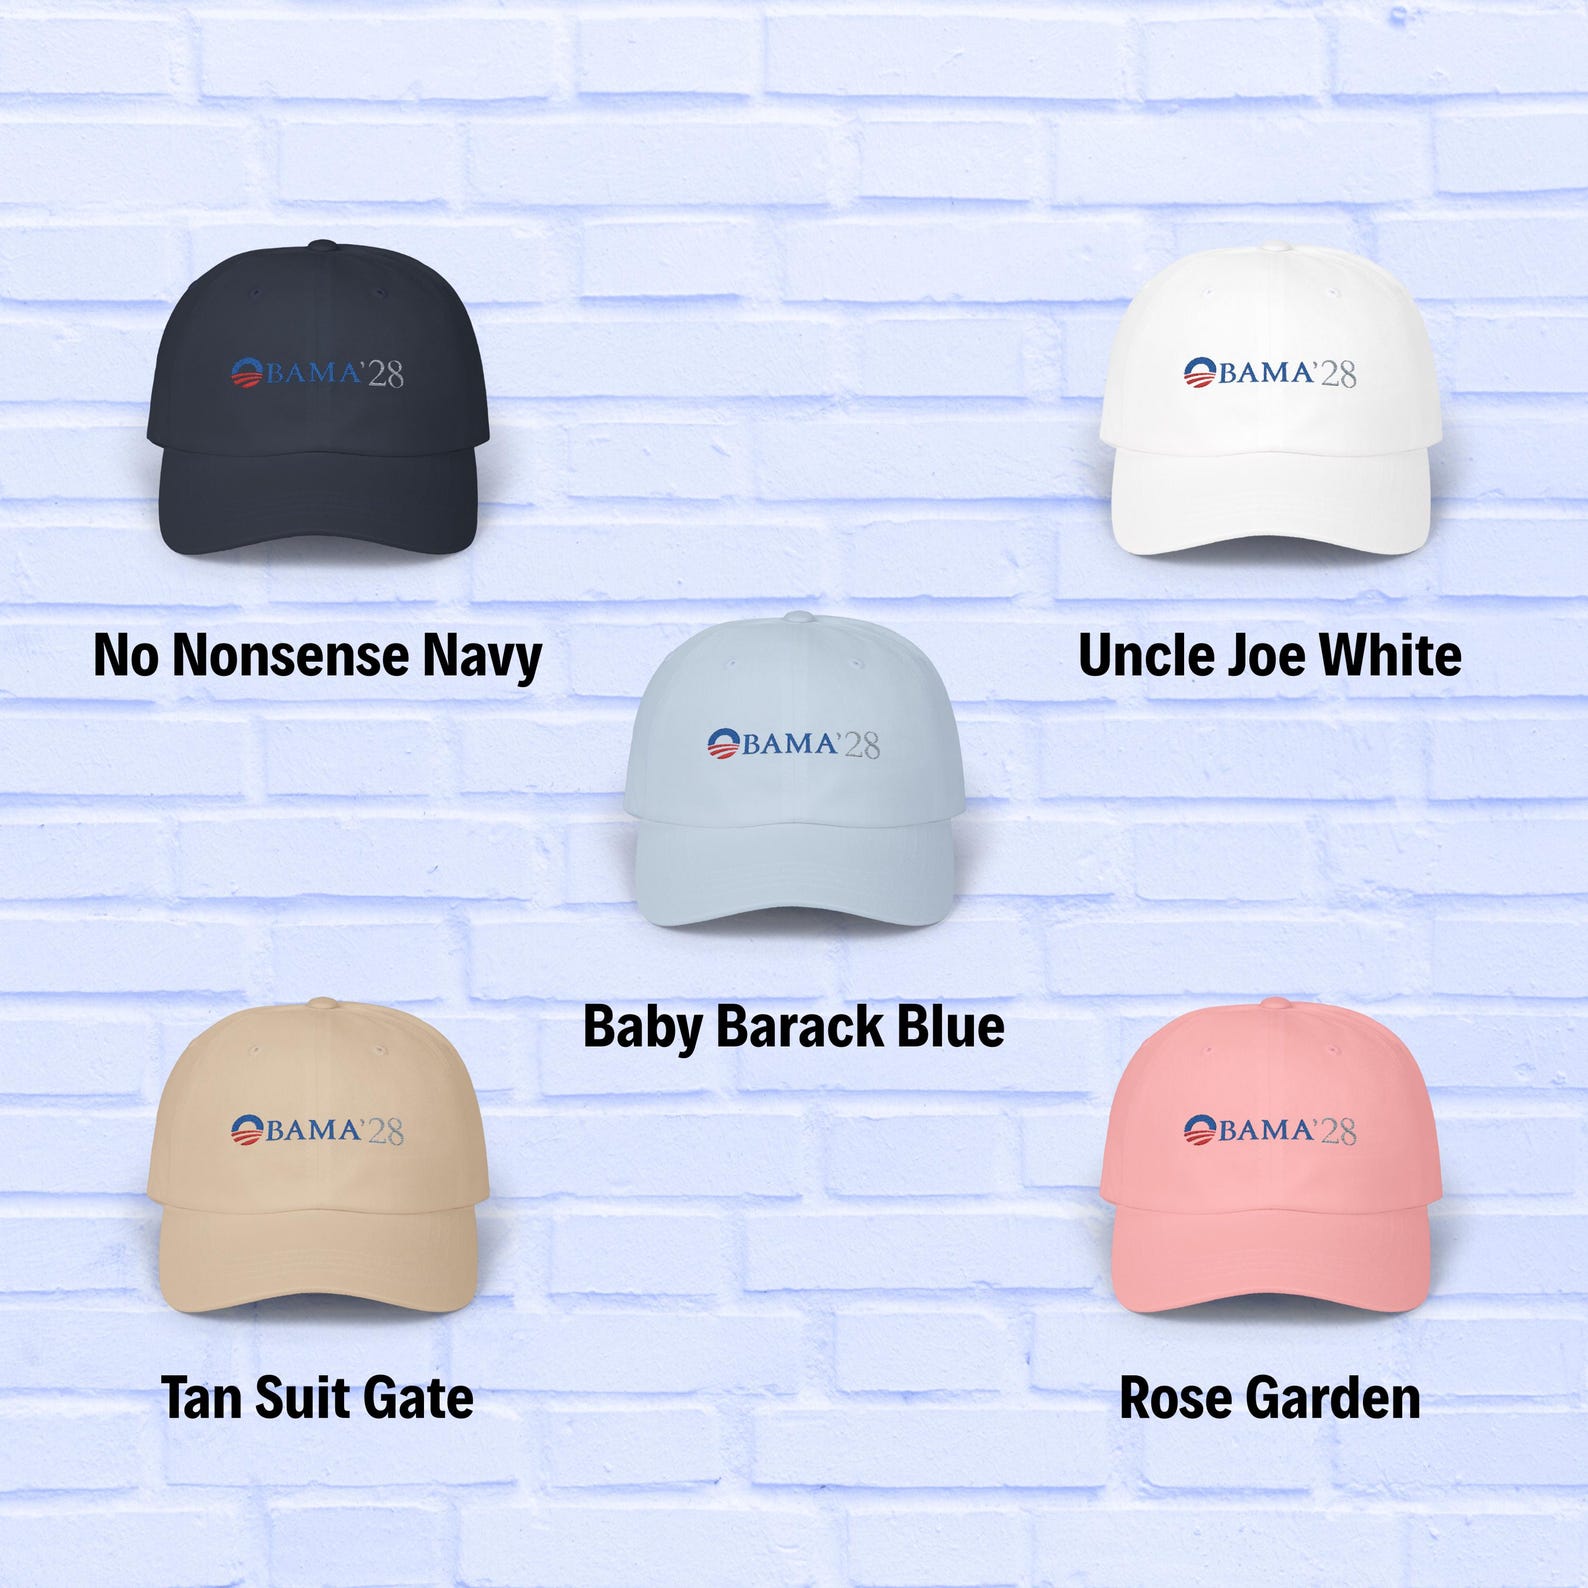 OBAMA'28
OBAMA'28
No Nonsense Navy
Uncle Joe White
OBAMA'28
Baby Barack Blue
OBAMA'28
OBAMA'28
Tan Suit Gate
Rose Garden